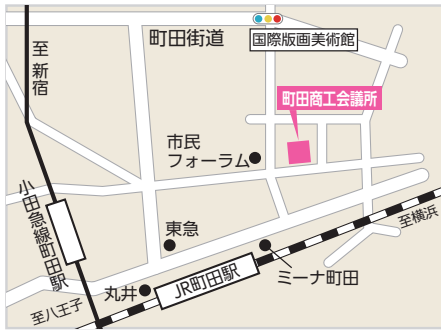 町田街道
国際版画美術館
至新宿
町田商工会議所
市民
フォーラム
小田急線町田駅
東急
至横浜
ミーナ町田
JR町田駅
丸井
至八王子